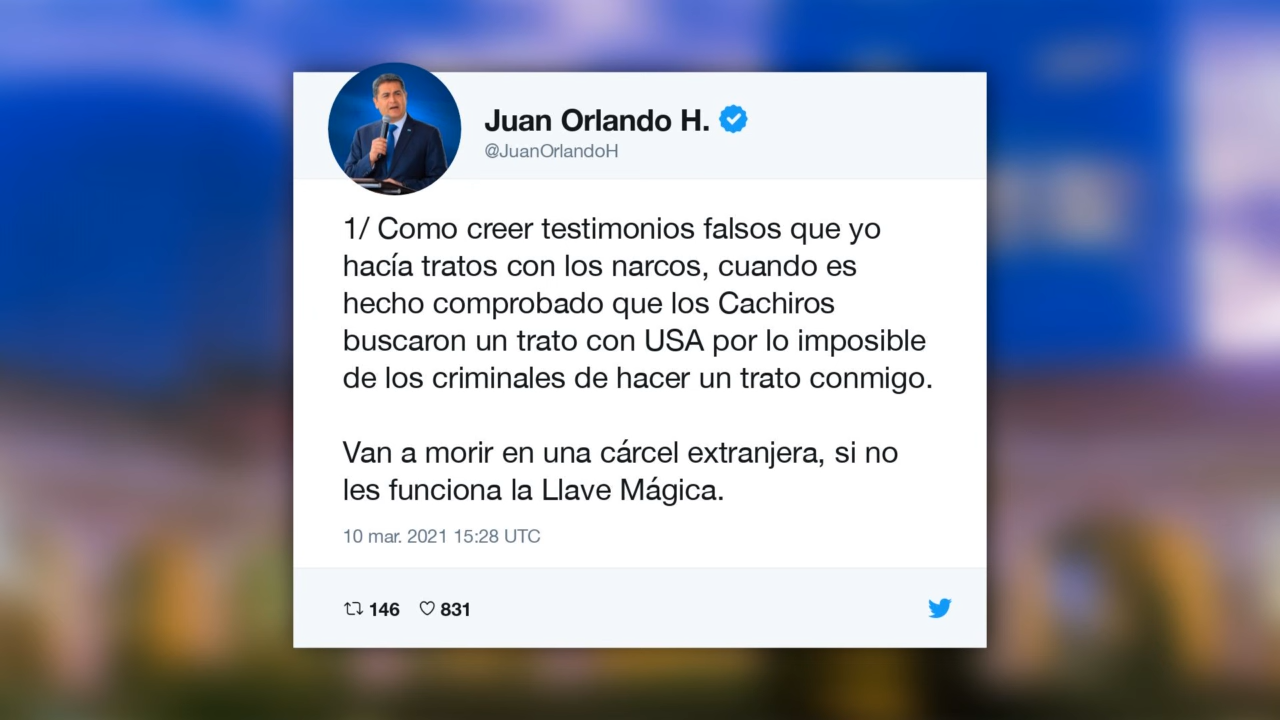 Juan Orlando H.
@JuanOrlandoH
1/ Como creer testimonios falsos que yo
hacía tratos con los narcos, cuando es
hecho comprobado que los Cachiros
buscaron un trato con USA por lo imposible
de los criminales de hacer un trato conmigo.
Van a morir en una cárcel extranjera, si no
les funciona la Llave Mágica.
10 mar. 2021 15:28 UTC
146 831